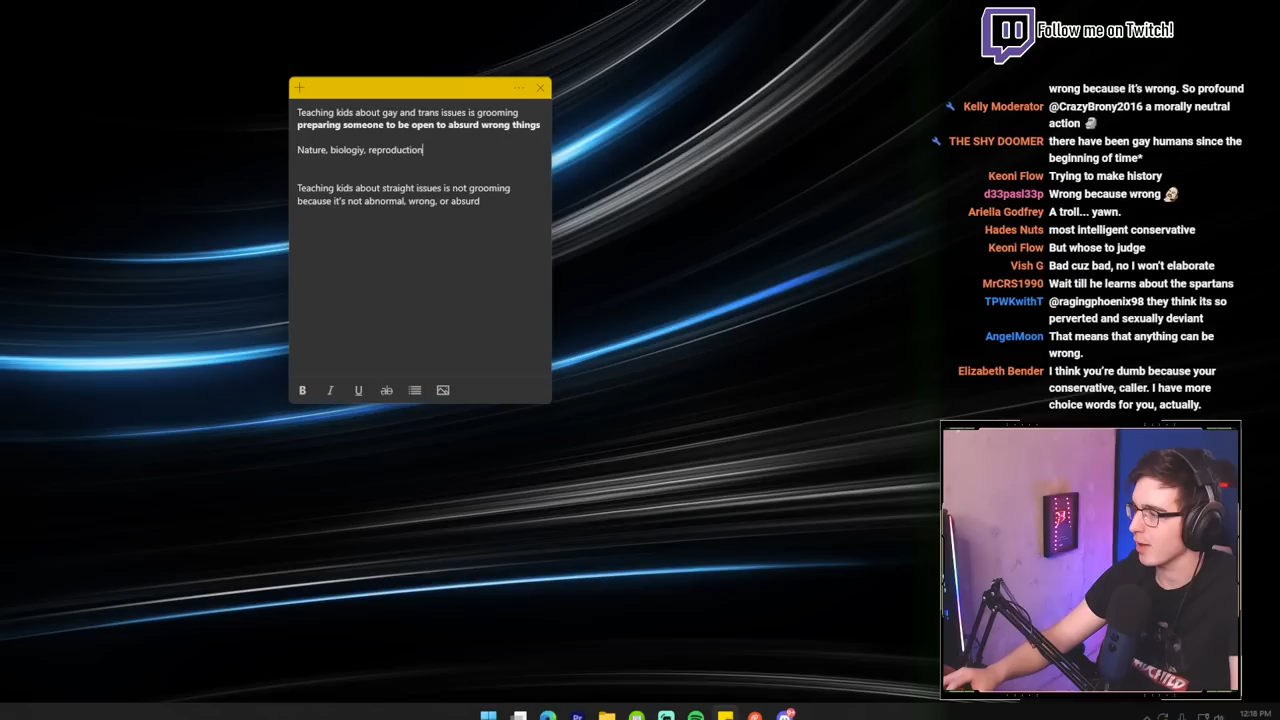 Follow me on Twitch!
Teaching kids about gay and trans issues is grooming
preparing someone to be open to absurd wrong things
Nature, biologiy, reproduction
Teaching kids about straight issues is not grooming
because it's not abnormal, wrong, or absurd
wrong because it's wrong. So profound
Kelly Moderator @CrazyBrony2016 a morally neutral
action
THE SHY DOOMER there have been gay humans since the
beginning of time*
Keoni Flow Trying to make history
d33pasl33p Wrong because wrong
Ariella Godfrey A troll... yawn.
Hades Nuts most intelligent conservative
Keoni Flow But whose to judge
Vish G Bad cuz bad, no I won't elaborate
MrCRS1990 Wait till he learns about the spartans
TPWKwithT @ragingphoenix98 they think its so
perverted and sexually deviant
AngelMoon That means that anything can be
wrong.
Elizabeth Bender I think you're dumb because your
conservative, caller. I have more
choice words for you, actually.
B I U ab
12:18 PM